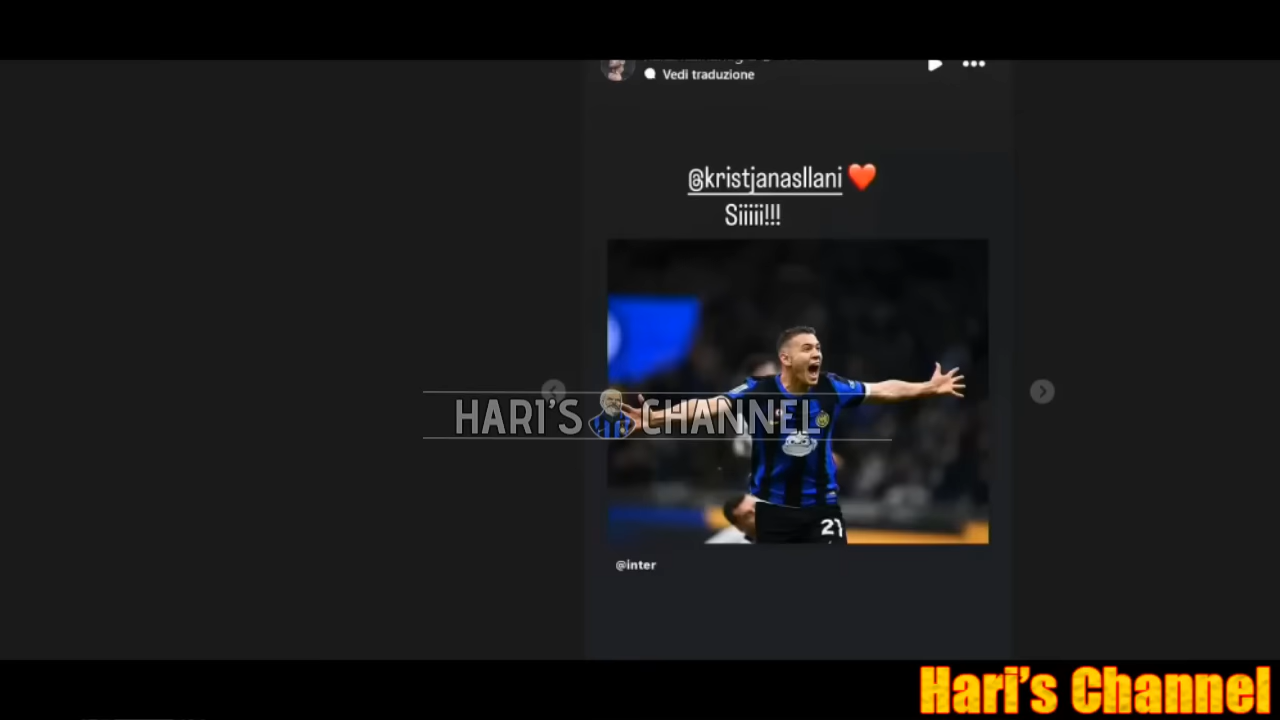 Vedi traduzione
@kristjanasllani ❤️
Siiiii!!!
HARI'S CHANNEL
21
@inter
Hari's Channel